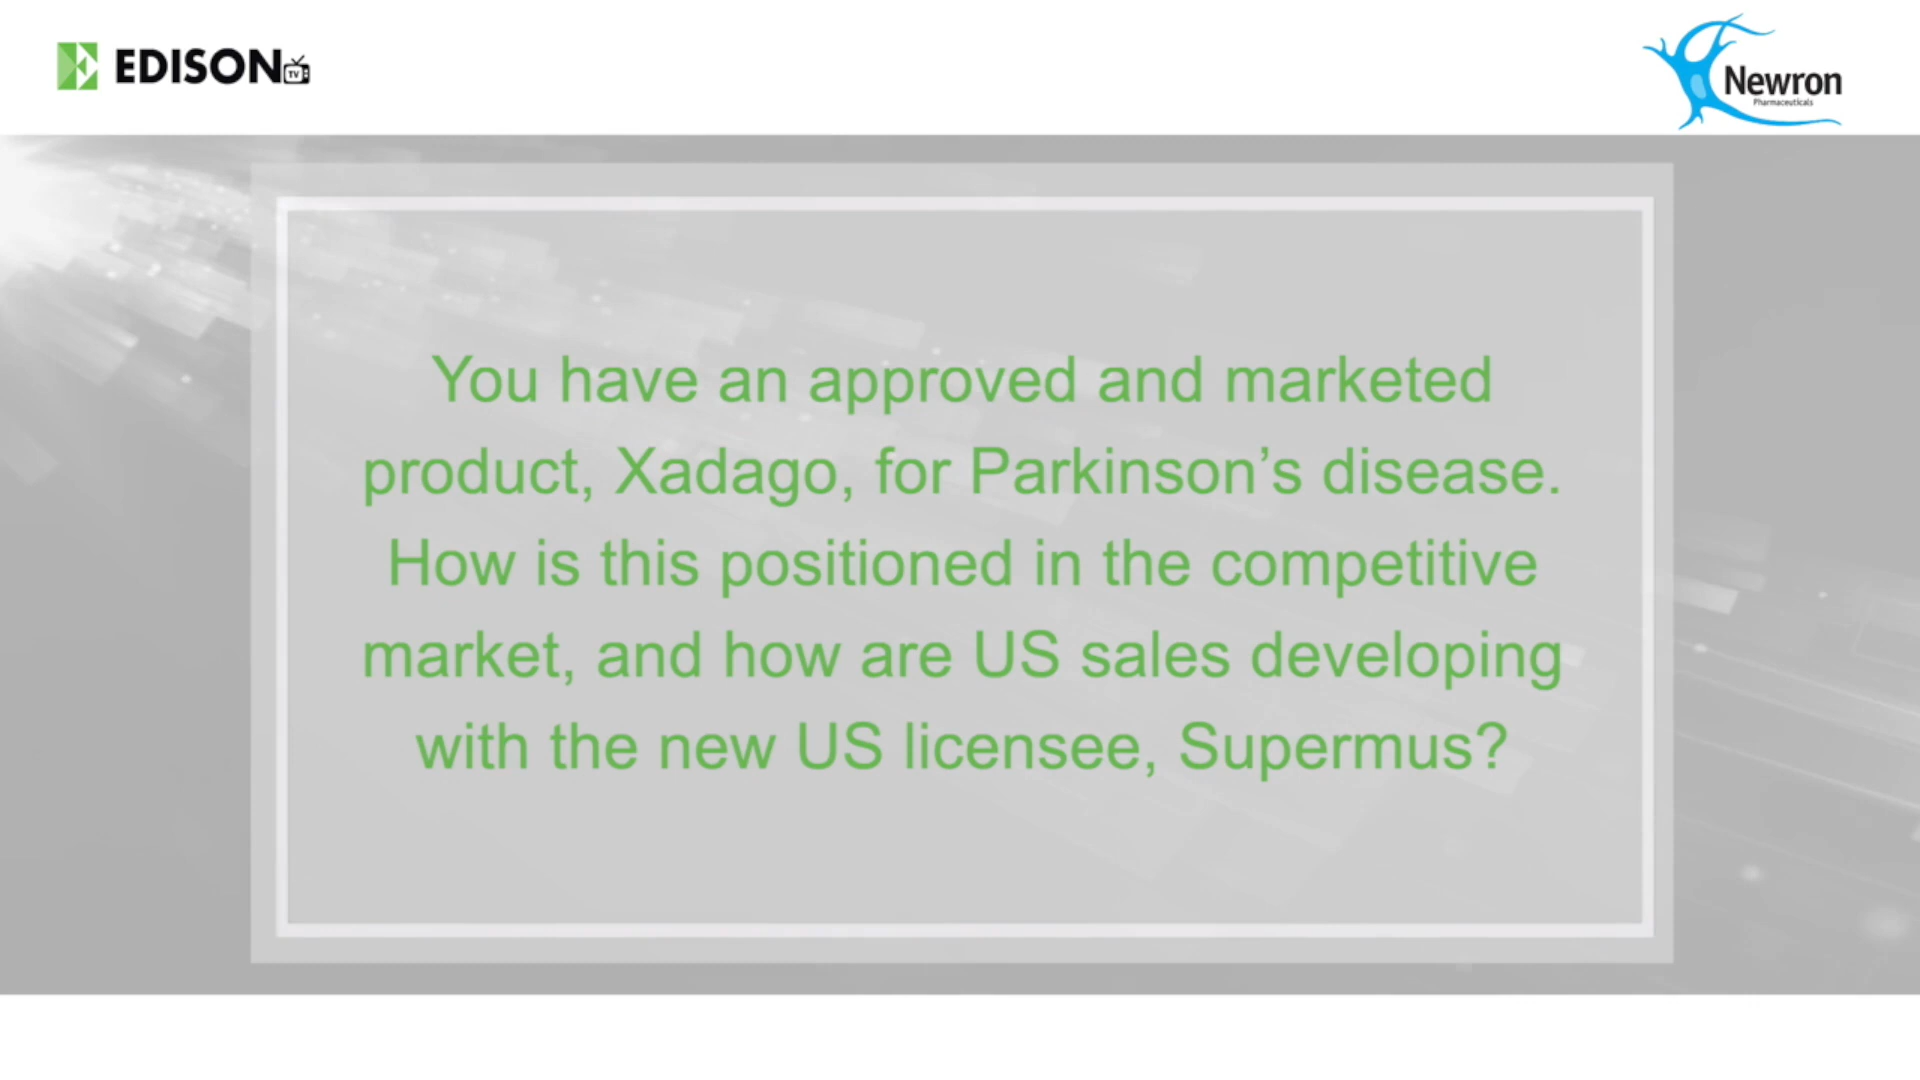 EDISON TV
Newron
Pharmaceuticals
You have an approved and marketed
product, Xadago, for Parkinson’s disease.
How is this positioned in the competitive
market, and how are US sales developing
with the new US licensee, Supermus?